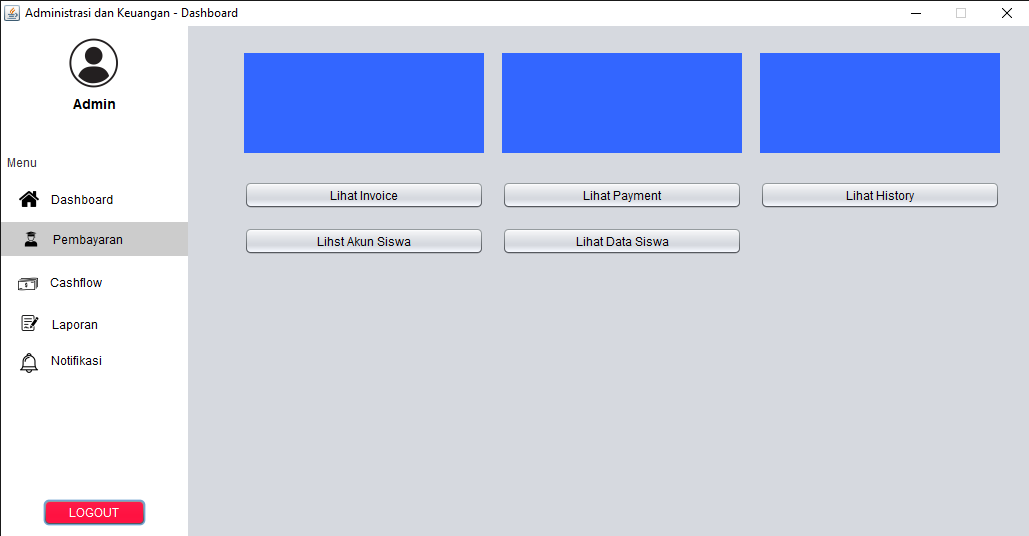 Administrasi dan Keuangan - Dashboard
Admin
Menu
Dashboard
Pembayaran
Cashflow
Laporan
Notifikasi
LOGOUT
Lihat Invoice
Lihat Payment
Lihat History
Lihst Akun Siswa
Lihat Data Siswa